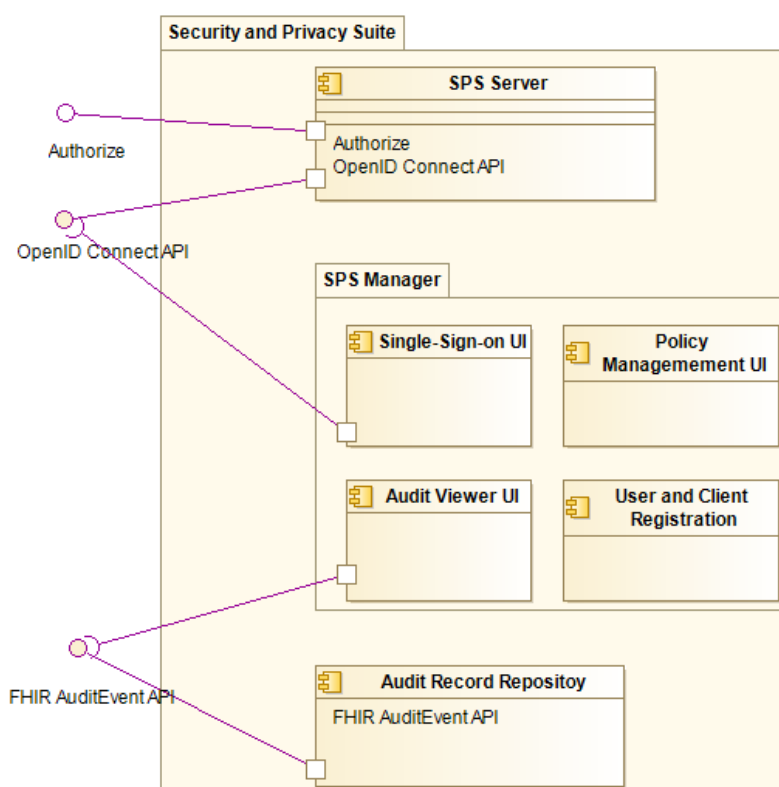 Security and Privacy Suite
SPS Server
Authorize
Authorize
OpenID Connect API
OpenID Connect API
SPS Manager
Single-Sign-on UI
Policy
Managemement UI
Audit Viewer UI
User and Client
Registration
FHIR AuditEvent API
Audit Record Repositoy
FHIR AuditEvent API